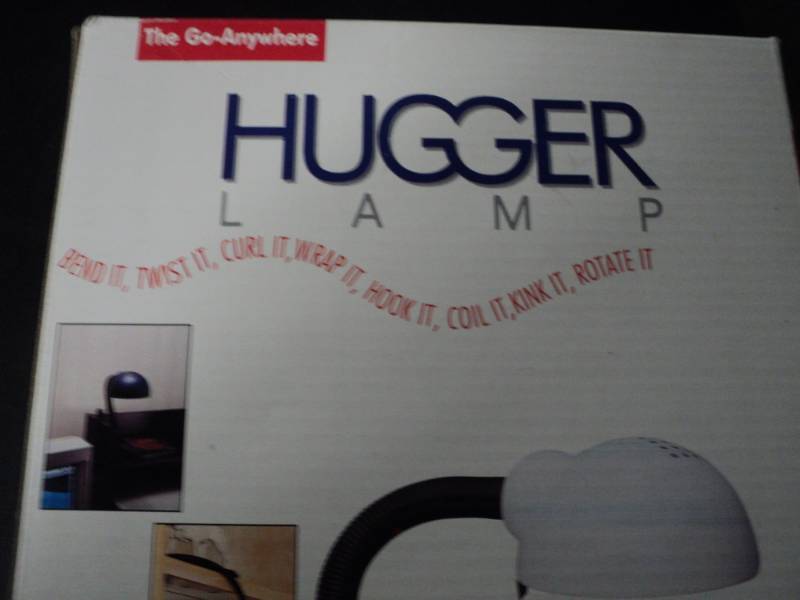 The Go-Anywhere
HUGGER
LAMP
BEND IT, TWIST IT, CURL IT, WRAP IT, HOOK IT, COIL IT, KINK IT, ROTATE IT